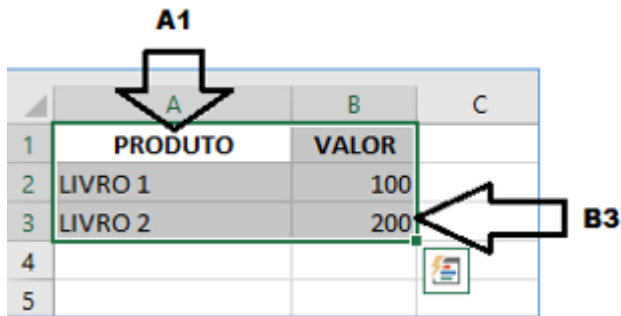 A1
A B C
1 PRODUTO VALOR
2 LIVRO 1 100
3 LIVRO 2 200
B3
4
5